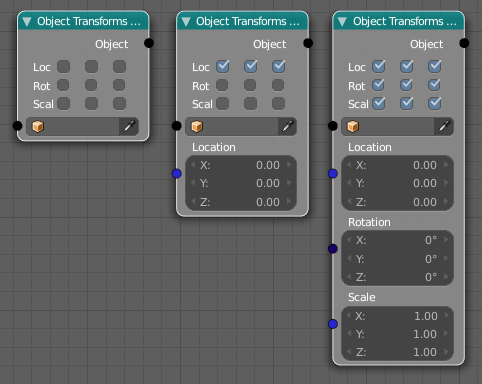 Object Transforms ...
Object
Loc
Rot
Scal
Object Transforms ...
Object
Loc
Rot
Scal
Location
X: 0.00
Y: 0.00
Z: 0.00
Object Transforms ...
Object
Loc
Rot
Scal
Location
X: 0.00
Y: 0.00
Z: 0.00
Rotation
X: 0°
Y: 0°
Z: 0°
Scale
X: 1.00
Y: 1.00
Z: 1.00